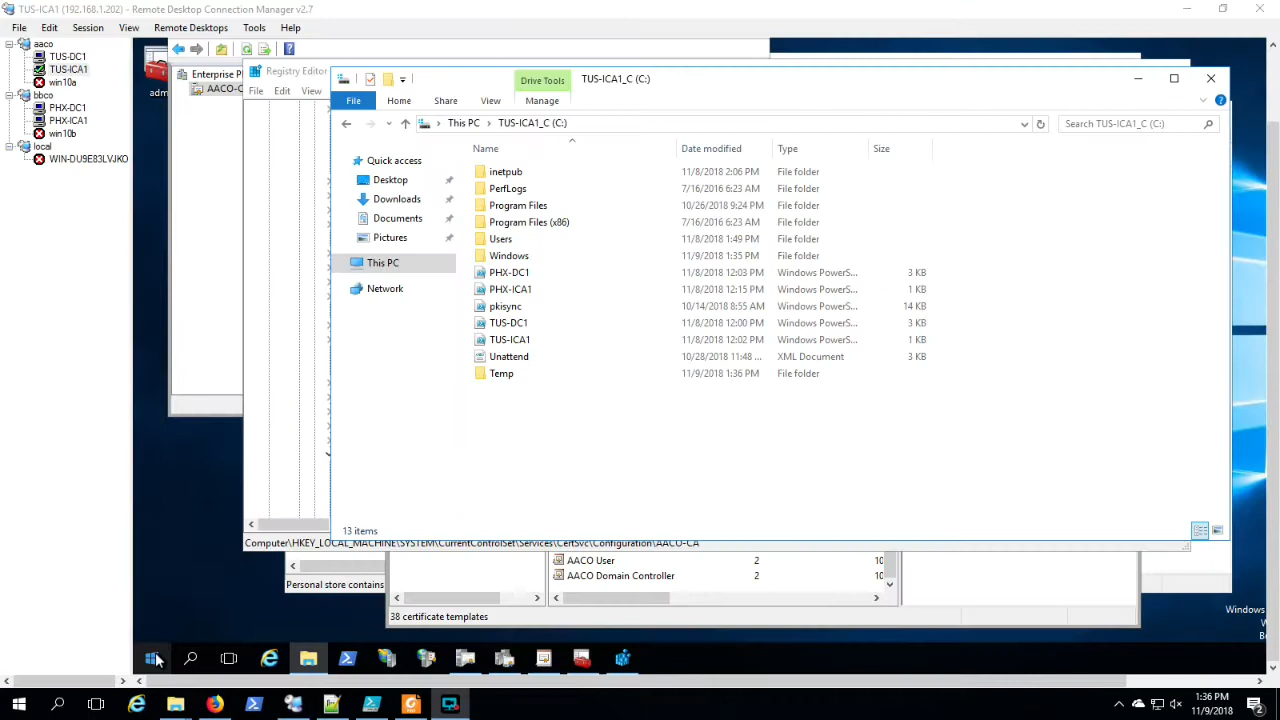 TUS-ICA1 (192.168.1.202) - Remote Desktop Connection Manager v2.7
File Edit Session View Remote Desktops Tools Help
aaco
TUS-DC1
TUS-ICA1
win10a
bbco
PHX-DC1
PHX-ICA1
win10b
local
WIN-DU9E83LVJKO
adm
Enterprise P
AACO-C
Registry Editor
File Edit View
Drive Tools
TUS-ICA1_C (C:)
File Home Share View Manage
This PC TUS-ICA1_C (C:)
Search TUS-ICA1_C (C:)
Quick access
Desktop
Downloads
Documents
Pictures
This PC
Network
Name Date modified Type Size
inetpub 11/8/2018 2:06 PM File folder
PerfLogs 7/16/2016 6:23 AM File folder
Program Files 10/26/2018 9:24 PM File folder
Program Files (x86) 7/16/2016 6:23 AM File folder
Users 11/8/2018 1:49 PM File folder
Windows 11/9/2018 1:35 PM File folder
PHX-DC1 11/8/2018 12:03 PM Windows PowerS... 3 KB
PHX-ICA1 11/8/2018 12:15 PM Windows PowerS... 1 KB
pkisync 10/14/2018 8:55 AM Windows PowerS... 14 KB
TUS-DC1 11/8/2018 12:00 PM Windows PowerS... 3 KB
TUS-ICA1 11/8/2018 12:02 PM Windows PowerS... 1 KB
Unattend 10/28/2018 11:48 ... XML Document 3 KB
Temp 11/9/2018 1:36 PM File folder
13 items
Computer\HKEY_LOCAL_MACHINE\SYSTEM\CurrentControlSet\Services\CertSvc\Configuration\AACO-CA
AACO User 2 10
AACO Domain Controller 2 10
Personal store contains
38 certificate templates
Windows
W
Bu
1:36 PM
11/9/2018
2